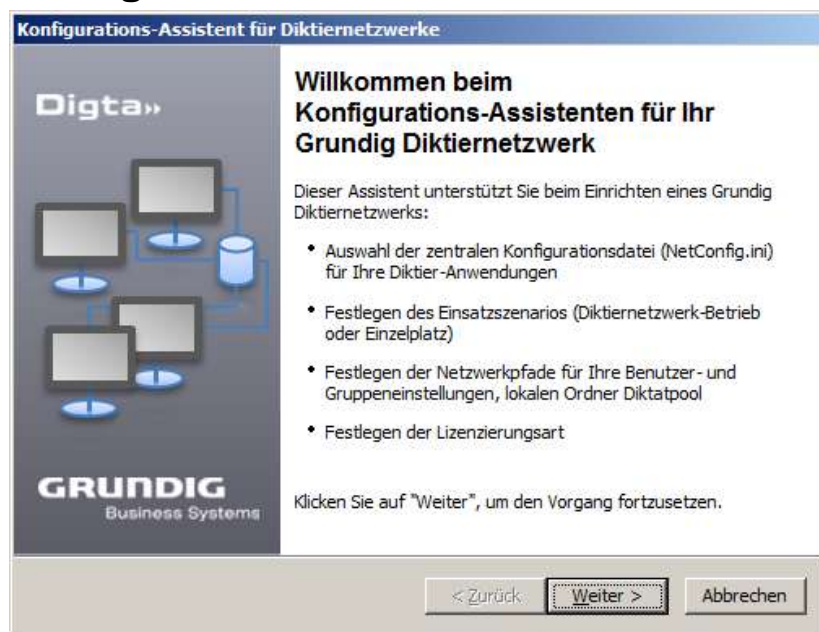 Konfigurations-Assistent für Diktiernetzwerke
Digta
Willkommen beim
Konfigurations-Assistenten für Ihr
Grundig Diktiernetzwerk
Dieser Assistent unterstützt Sie beim Einrichten eines Grundig
Diktiernetzwerks:
• Auswahl der zentralen Konfigurationsdatei (NetConfig.ini)
für Ihre Diktier-Anwendungen
• Festlegen des Einsatzszenarios (Diktiernetzwerk-Betrieb
oder Einzelplatz)
• Festlegen der Netzwerkpfade für Ihre Benutzer- und
Gruppeneinstellungen, lokalen Ordner Diktatpool
• Festlegen der Lizenzierungsart
GRUNDIG
Business Systems
Klicken Sie auf "Weiter", um den Vorgang fortzusetzen.
< Zurück
Weiter >
Abbrechen